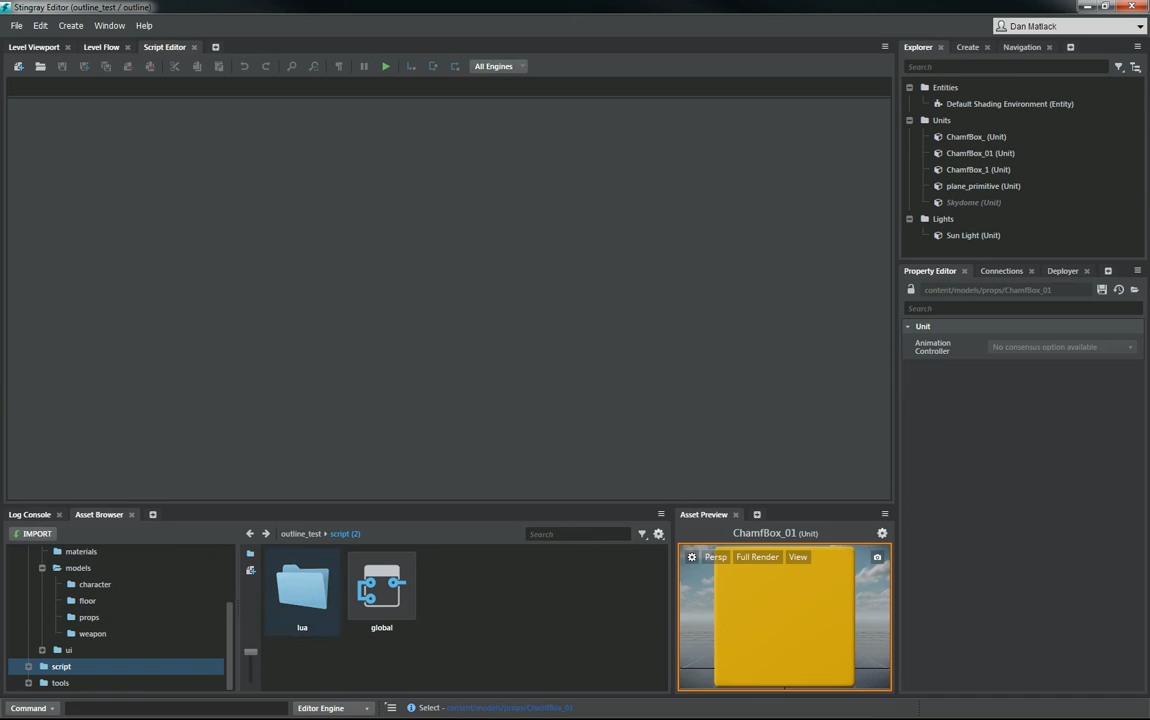 Stingray Editor (outline_test / outline)
File Edit Create Window Help
Dan Matlack
Level Viewport Level Flow Script Editor
Explorer Create Navigation
All Engines
Search
Entities
Default Shading Environment (Entity)
Units
ChamfBox_ (Unit)
ChamfBox_01 (Unit)
ChamfBox_1 (Unit)
plane_primitive (Unit)
Skydome (Unit)
Lights
Sun Light (Unit)
Property Editor Connections Deployer
content/models/props/ChamfBox_01
Search
Unit
Animation
Controller
No consensus option available
Log Console Asset Browser
IMPORT
outline_test script (2)
Search
materials
models
character
floor
props
weapon
ui
script
tools
lua
global
Asset Preview
ChamfBox_01 (Unit)
Persp Full Render View
Command
Editor Engine
Select - content/models/props/ChamfBox_01